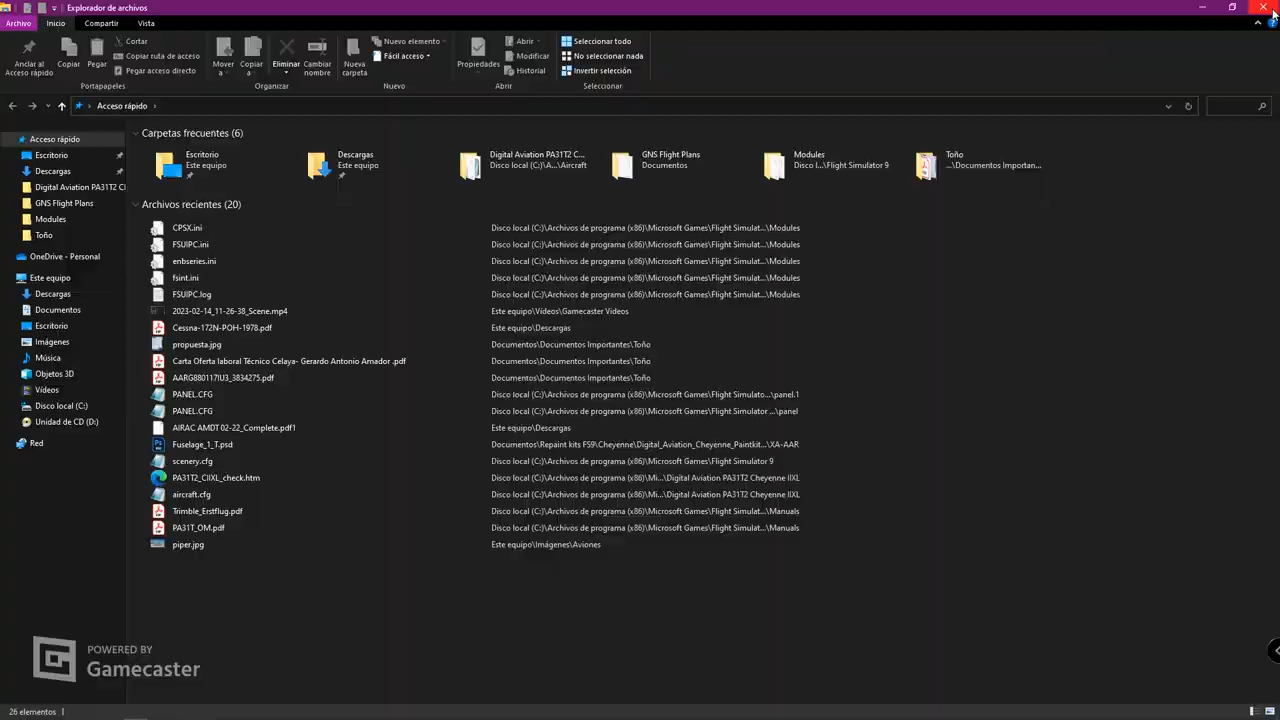 Explorador de archivos
Archivo Inicio Compartir Vista
Anclar al Acceso rápido
Copiar
Pegar
Cortar
Copiar ruta de acceso
Pegar acceso directo
Portapapeles
Mover a
Copiar a
Eliminar
Cambiar nombre
Organizar
Nueva carpeta
Nuevo elemento
Fácil acceso
Nuevo
Propiedades
Abrir
Modificar
Historial
Abrir
Seleccionar todo
No seleccionar nada
Invertir selección
Seleccionar
Acceso rápido
Acceso rápido
Escritorio
Descargas
Digital Aviation PA31T2 CI
GNS Flight Plans
Modules
Toño
OneDrive - Personal
Este equipo
Descargas
Documentos
Escritorio
Imágenes
Música
Objetos 3D
Vídeos
Disco local (C:)
Unidad de CD (D:)
Red
Carpetas frecuentes (6)
Escritorio
Este equipo
Descargas
Este equipo
Digital Aviation PA31T2 C...
Disco local (C:)\A...\Aircraft
GNS Flight Plans
Documentos
Modules
Disco l...\Flight Simulator 9
Toño
...\Documentos Importan...
Archivos recientes (20)
CPSX.ini Disco local (C:)\Archivos de programa (x86)\Microsoft Games\Flight Simulat...\Modules
FSUIPC.ini Disco local (C:)\Archivos de programa (x86)\Microsoft Games\Flight Simulat...\Modules
enbseries.ini Disco local (C:)\Archivos de programa (x86)\Microsoft Games\Flight Simulat...\Modules
fsint.ini Disco local (C:)\Archivos de programa (x86)\Microsoft Games\Flight Simulat...\Modules
FSUIPC.log Disco local (C:)\Archivos de programa (x86)\Microsoft Games\Flight Simulat...\Modules
2023-02-14_11-26-38_Scene.mp4 Este equipo\Vídeos\Gamecaster Videos
Cessna-172N-POH-1978.pdf Este equipo\Descargas
propuesta.jpg Documentos\Documentos Importantes\Toño
Carta Oferta laboral Técnico Celaya- Gerardo Antonio Amador .pdf Documentos\Documentos Importantes\Toño
AARG880117IU3_3834275.pdf Documentos\Documentos Importantes\Toño
PANEL.CFG Disco local (C:)\Archivos de programa (x86)\Microsoft Games\Flight Simulato...\panel.1
PANEL.CFG Disco local (C:)\Archivos de programa (x86)\Microsoft Games\Flight Simulator ...\panel
AIRAC AMDT 02-22_Complete.pdf1 Este equipo\Descargas
Fuselage_1_T.psd Documentos\Repaint kits FS9\Cheyenne\Digital_Aviation_Cheyenne_Paintkit...\XA-AAR
scenery.cfg Disco local (C:)\Archivos de programa (x86)\Microsoft Games\Flight Simulator 9
PA31T2_CIIXL_check.htm Disco local (C:)\Archivos de programa (x86)\Mi...\Digital Aviation PA31T2 Cheyenne IIXL
aircraft.cfg Disco local (C:)\Archivos de programa (x86)\Mi...\Digital Aviation PA31T2 Cheyenne IIXL
Trimble_Erstflug.pdf Disco local (C:)\Archivos de programa (x86)\Microsoft Games\Flight Simulat...\Manuals
PA31T_OM.pdf Disco local (C:)\Archivos de programa (x86)\Microsoft Games\Flight Simulat...\Manuals
piper.jpg Este equipo\Imágenes\Aviones
POWERED BY
Gamecaster
26 elementos